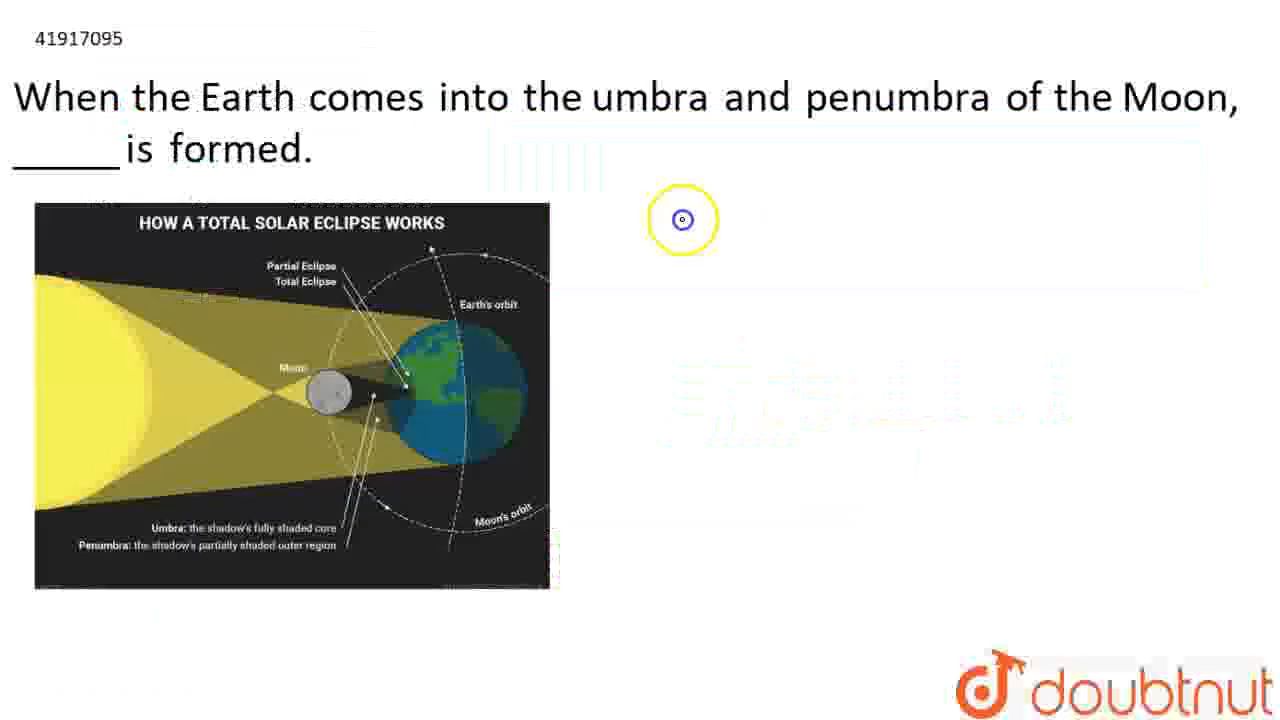 41917095
When the Earth comes into the umbra and penumbra of the Moon,
_____ is formed.
HOW A TOTAL SOLAR ECLIPSE WORKS
Partial Eclipse
Total Eclipse
Earth's orbit
Moon
Moon's orbit
Umbra: the shadow's fully shaded core
Penumbra: the shadow's partially shaded outer region
doubtnut